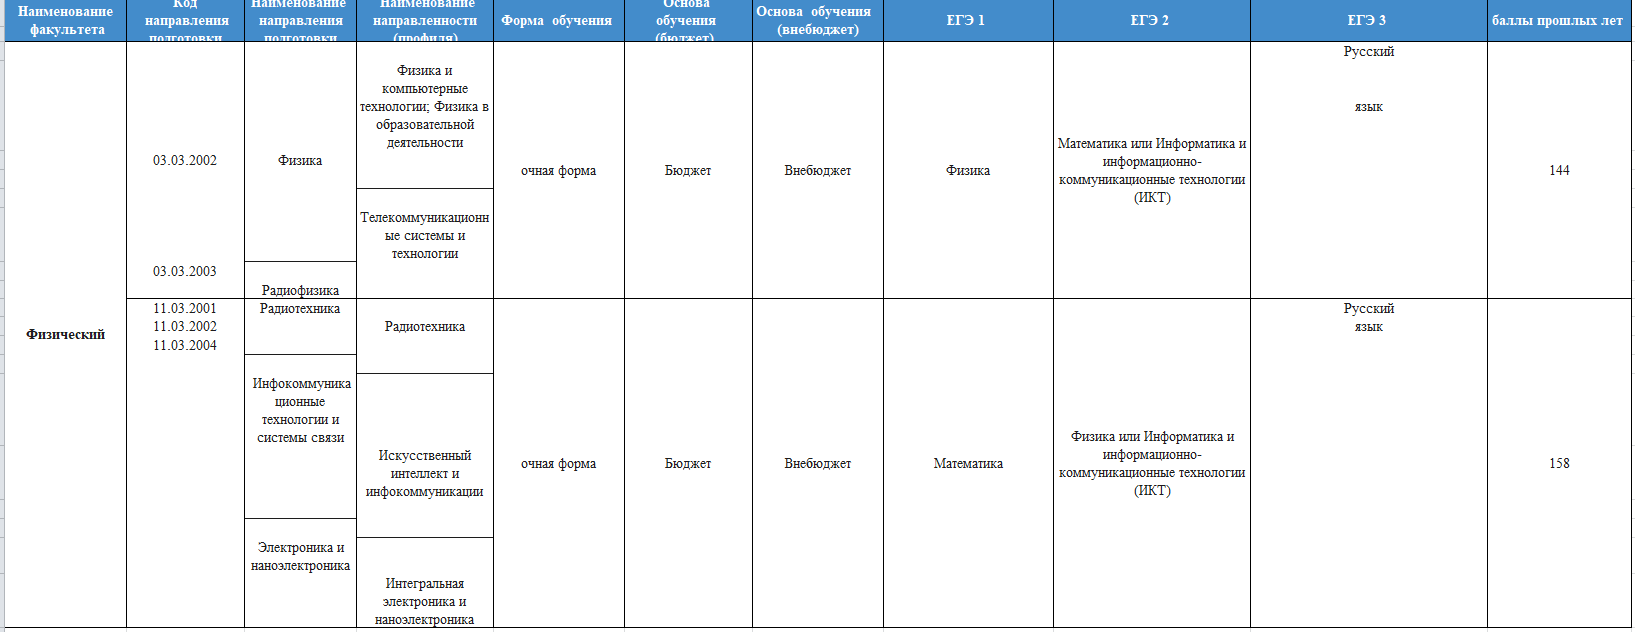 Наименование
факультета
Код
направления
подготовки
Наименование
направления
подготовки
Наименование
направленности
(профиля)
Форма обучения
Основа
обучения
(бюджет)
Основа обучения
(внебюджет)
ЕГЭ 1
ЕГЭ 2
ЕГЭ 3
баллы прошлых лет
Физический
03.03.2002
Физика
Физика и
компьютерные
технологии; Физика в
образовательной
деятельности
Телекоммуникационн
ые системы и
технологии
03.03.2003
Радиофизика
очная форма
Бюджет
Внебюджет
Физика
Математика или Информатика и
информационно-
коммуникационные технологии
(ИКТ)
Русский
язык
144
11.03.2001
11.03.2002
11.03.2004
Радиотехника
Инфокоммуника
ционные
технологии и
системы связи
Электроника и
наноэлектроника
Радиотехника
Искусственный
интеллект и
инфокоммуникации
Интегральная
электроника и
наноэлектроника
очная форма
Бюджет
Внебюджет
Математика
Физика или Информатика и
информационно-
коммуникационные технологии
(ИКТ)
Русский
язык
158